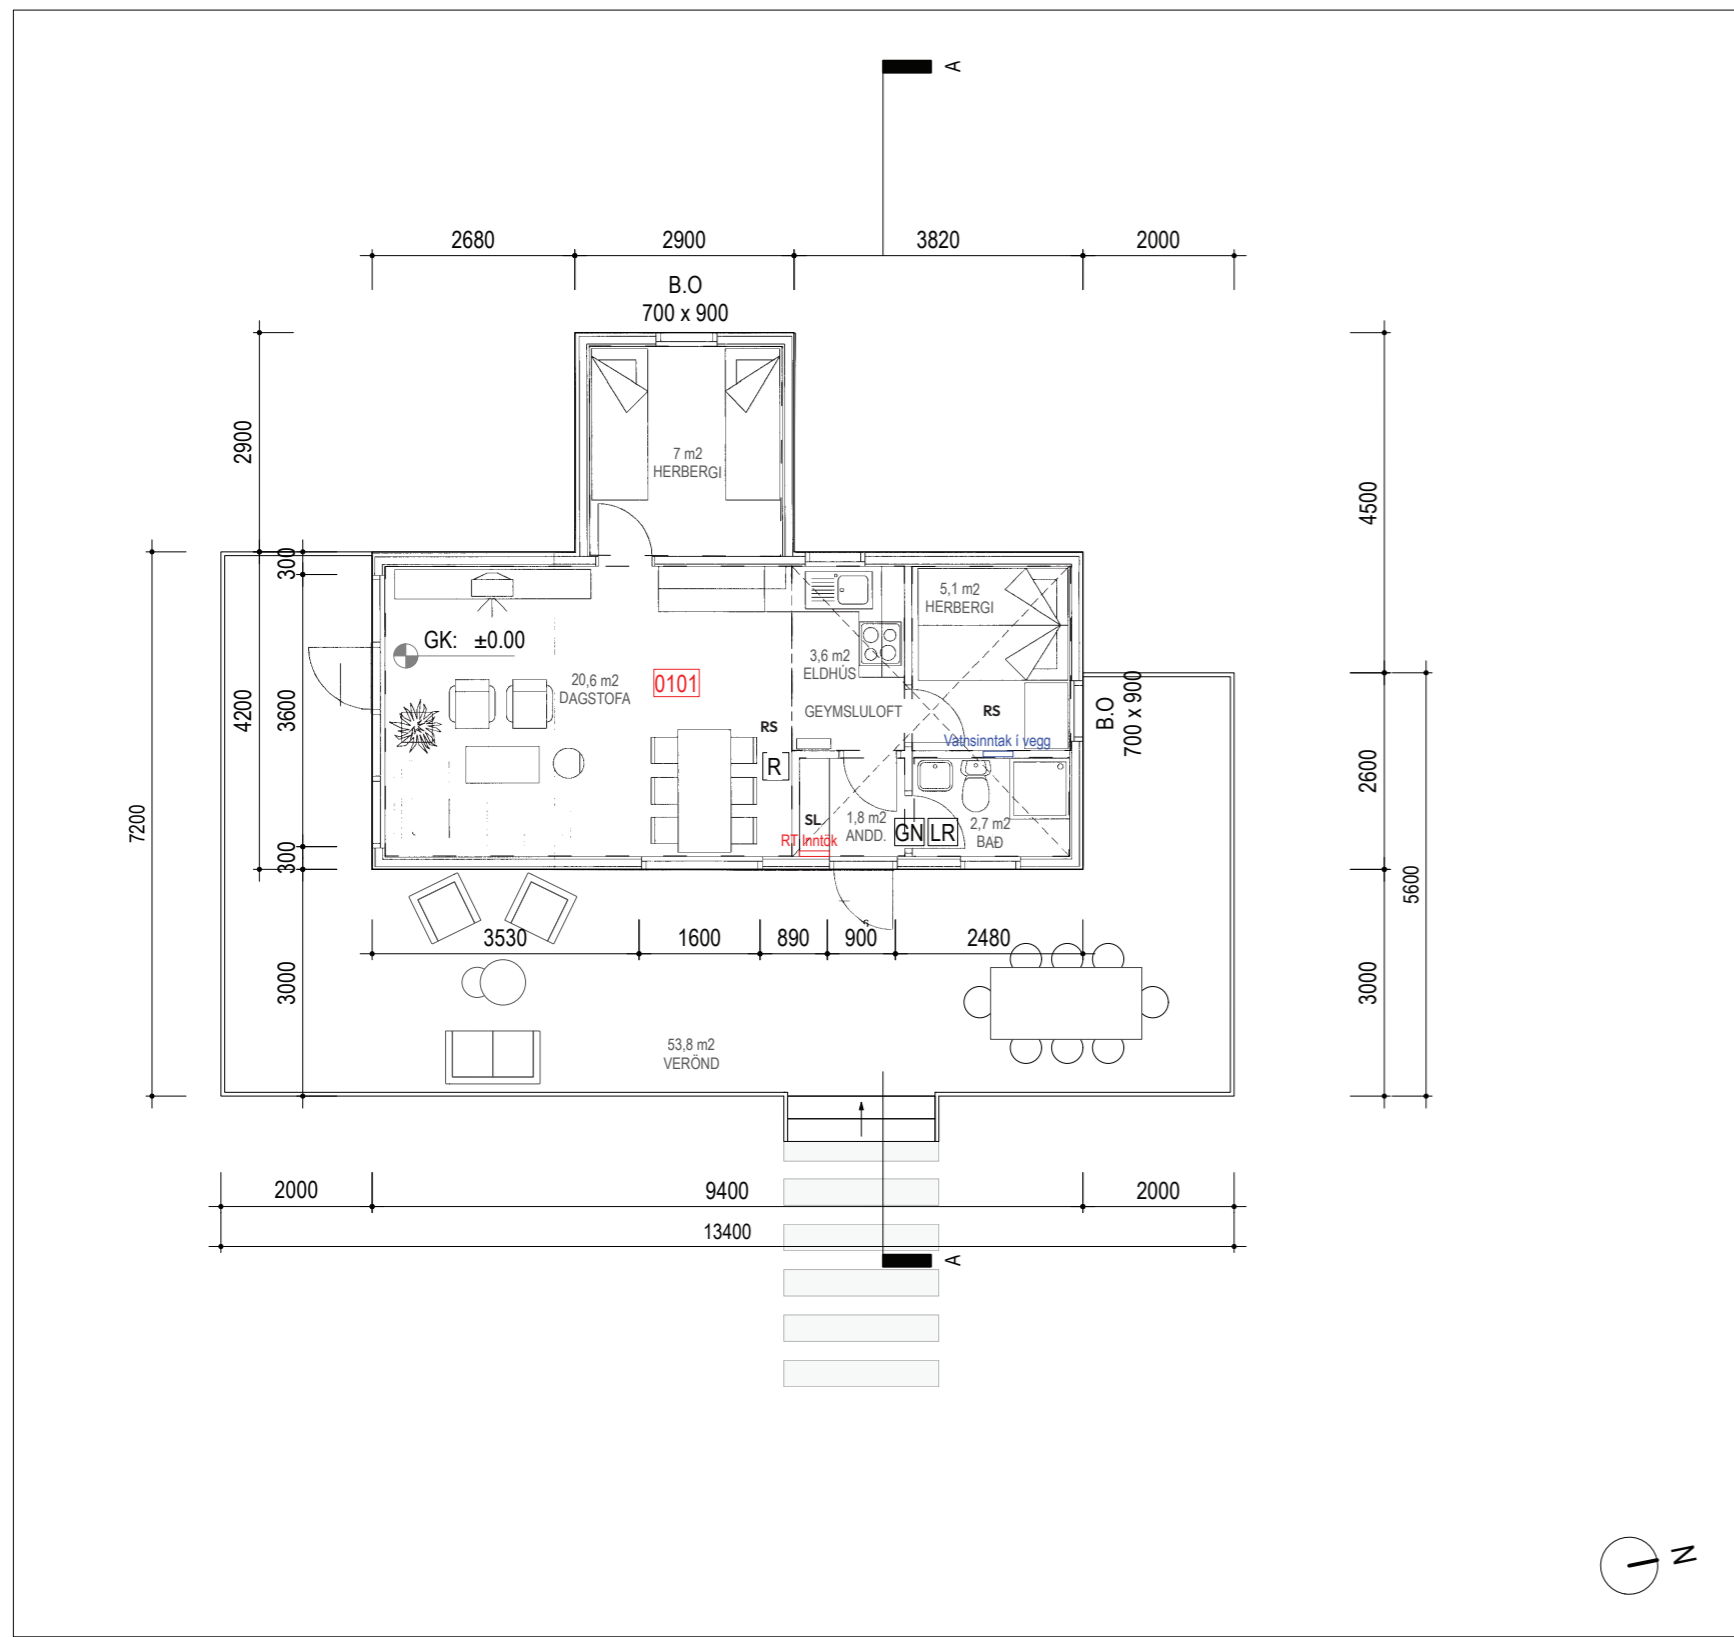 A
2680
2900
3820
2000
B.O
700 x 900
2900
4500
7 m2
HERBERGI
300
5,1 m2
HERBERGI
GK: ±0.00
3,6 m2
ELDHÚS
20,6 m2
DAGSTOFA
0101
4200
3600
GEYMSLULOFT
RS
RS
B.O
700 x 900
Vatnsinntak í vegg
R
2600
7200
SL
1,8 m2
ANDD.
GN
LR
2,7 m2
BAÐ
RT Inntök
300
5600
3530
1600
890
900
2480
3000
3000
53,8 m2
VERÖND
2000
9400
2000
13400
A
N